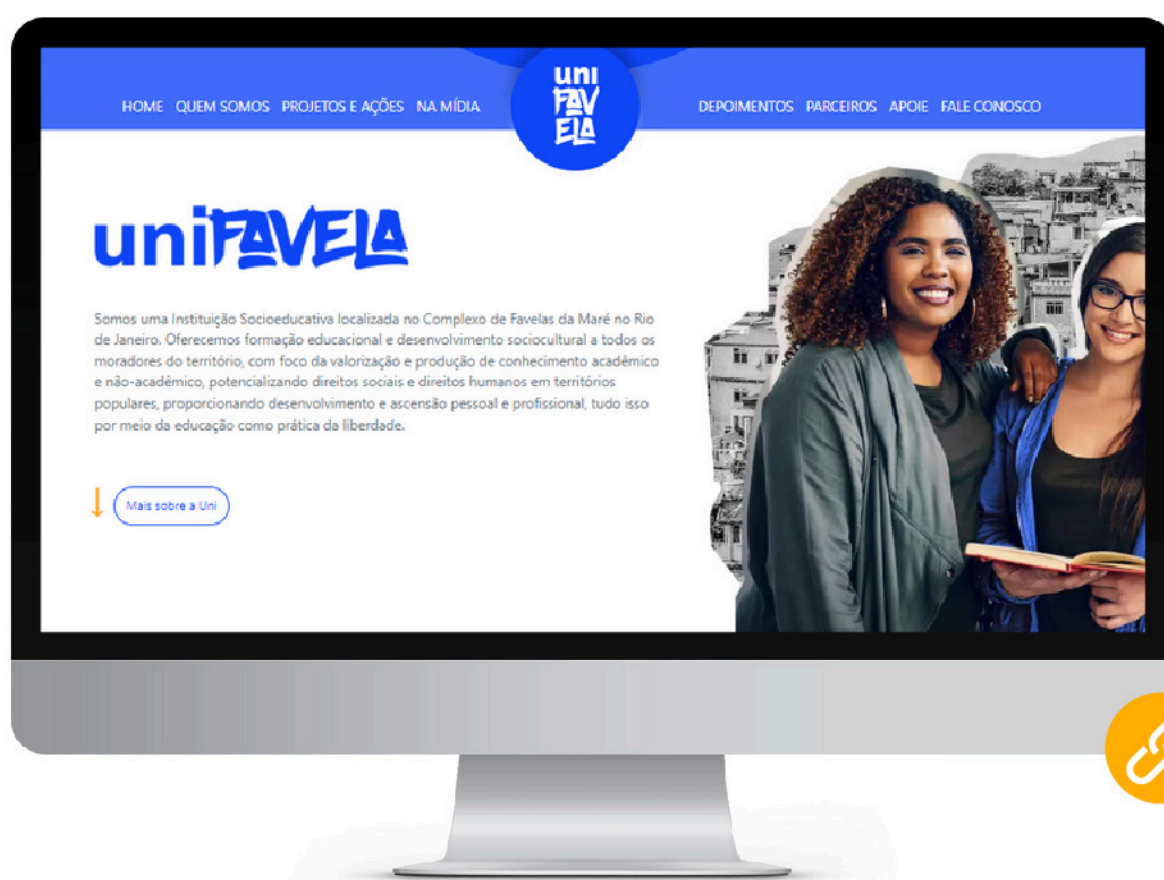 HOME QUEM SOMOS PROJETOS E AÇÕES NA MÍDIA
uni
FAV
ELA
DEPOIMENTOS PARCEIROS APOIE FALE CONOSCO
uniFAVELA
Somos uma Instituição Socioeducativa localizada no Complexo de Favelas da Maré no Rio
de Janeiro. Oferecemos formação educacional e desenvolvimento sociocultural a todos os
moradores do território, com foco da valorização e produção de conhecimento acadêmico
e não-acadêmico, potencializando direitos sociais e direitos humanos em territórios
populares, proporcionando desenvolvimento e ascensão pessoal e profissional, tudo isso
por meio da educação como prática da liberdade.
Mais sobre a Uni